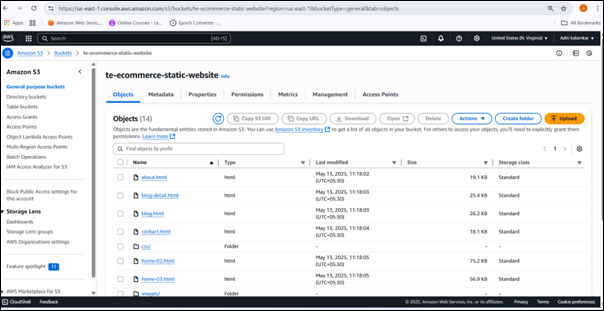 https://us-east-1.console.aws.amazon.com/s3/buckets/te-ecommerce-static-website?region=us-east-1&bucketType=general&tab=objects
Apps Amazon Web Servic... Online Courses - Le... Epoch Converter -... All Bookmarks
aws Search [Alt+S] United States (N. Virginia) Aditi kalamkar
Amazon S3 > Buckets > te-ecommerce-static-website
Amazon S3
General purpose buckets
Directory buckets
Table buckets
Access Grants
Access Points
Object Lambda Access Points
Multi-Region Access Points
Batch Operations
IAM Access Analyzer for S3
Block Public Access settings for this account
Storage Lens
Dashboards
Storage Lens groups
AWS Organizations settings
Feature spotlight 11
AWS Marketplace for S3
te-ecommerce-static-website Info
Objects Metadata Properties Permissions Metrics Management Access Points
Objects (14)
Copy S3 URI Copy URL Download Open Delete Actions Create folder Upload
Objects are the fundamental entities stored in Amazon S3. You can use Amazon S3 inventory to get a list of all objects in your bucket. For others to access your objects, you'll need to explicitly grant them
permissions. Learn more
Find objects by prefix
1
Name Type Last modified Size Storage class
about.html html May 13, 2025, 11:18:02 (UTC+05:30) 19.1 KB Standard
blog-detail.html html May 13, 2025, 11:18:03 (UTC+05:30) 25.4 KB Standard
blog.html html May 13, 2025, 11:18:03 (UTC+05:30) 26.2 KB Standard
contact.html html May 13, 2025, 11:18:04 (UTC+05:30) 18.1 KB Standard
css/ Folder - - -
home-02.html html May 13, 2025, 11:18:05 (UTC+05:30) 75.2 KB Standard
home-03.html html May 13, 2025, 11:18:05 (UTC+05:30) 56.9 KB Standard
images/ Folder - - -
CloudShell Feedback © 2025, Amazon Web Services, Inc. or its affiliates. Privacy Terms Cookie preferences